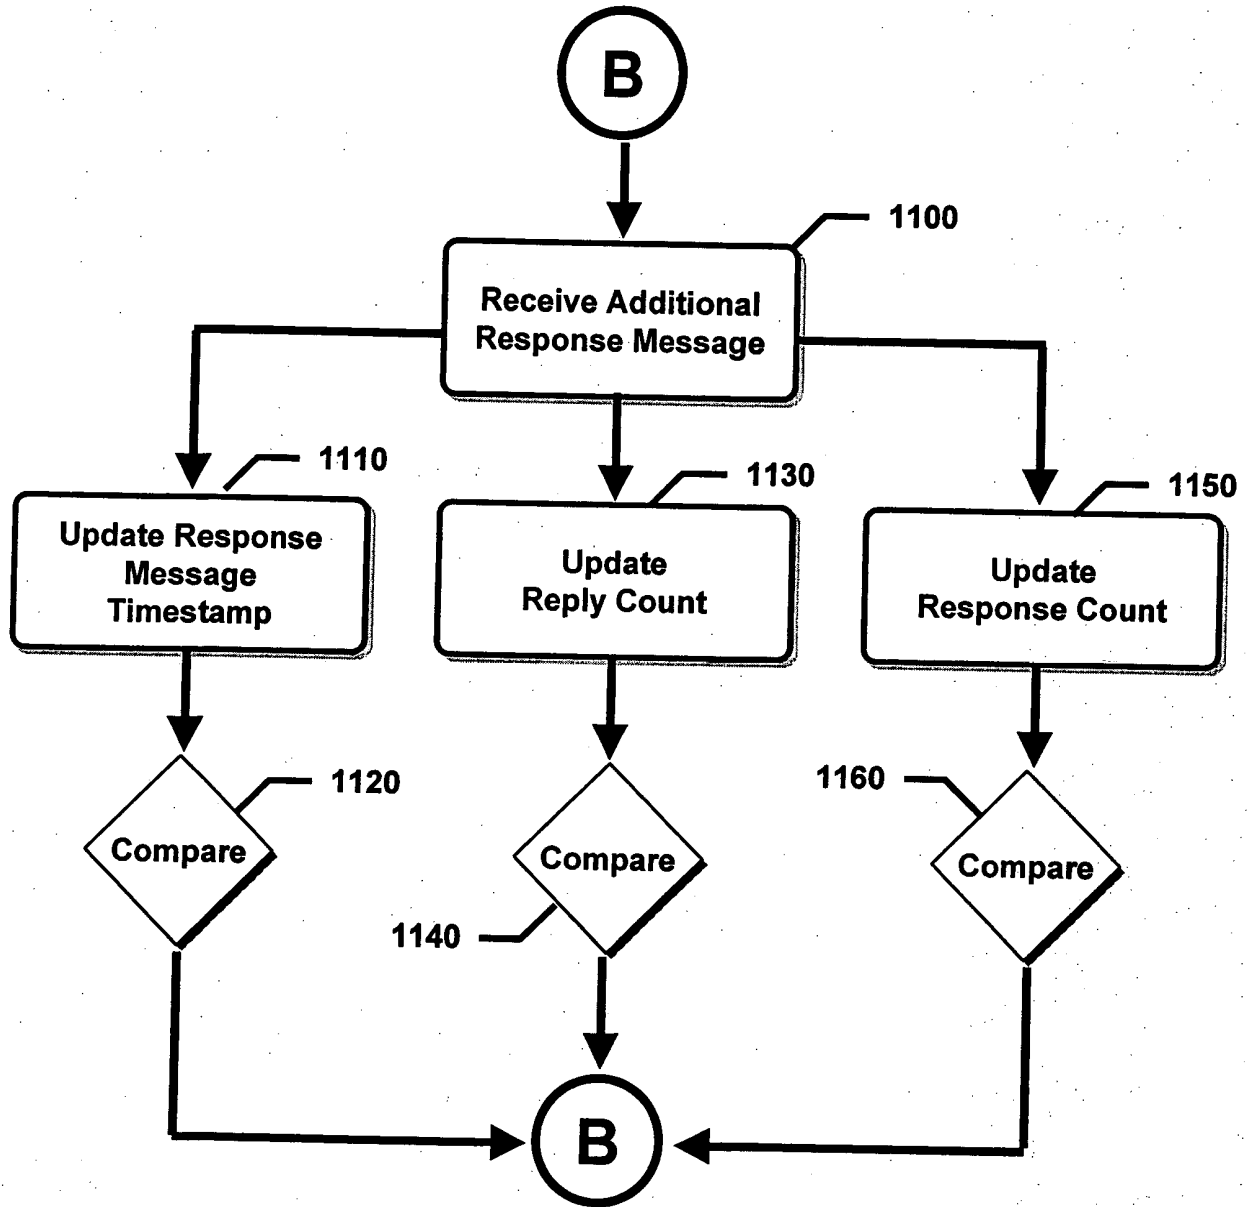 B
1100
Receive Additional
Response Message
1110
1130
1150
Update Response
Message
Timestamp
Update
Reply Count
Update
Response Count
1120
1160
Compare
Compare
Compare
1140
B